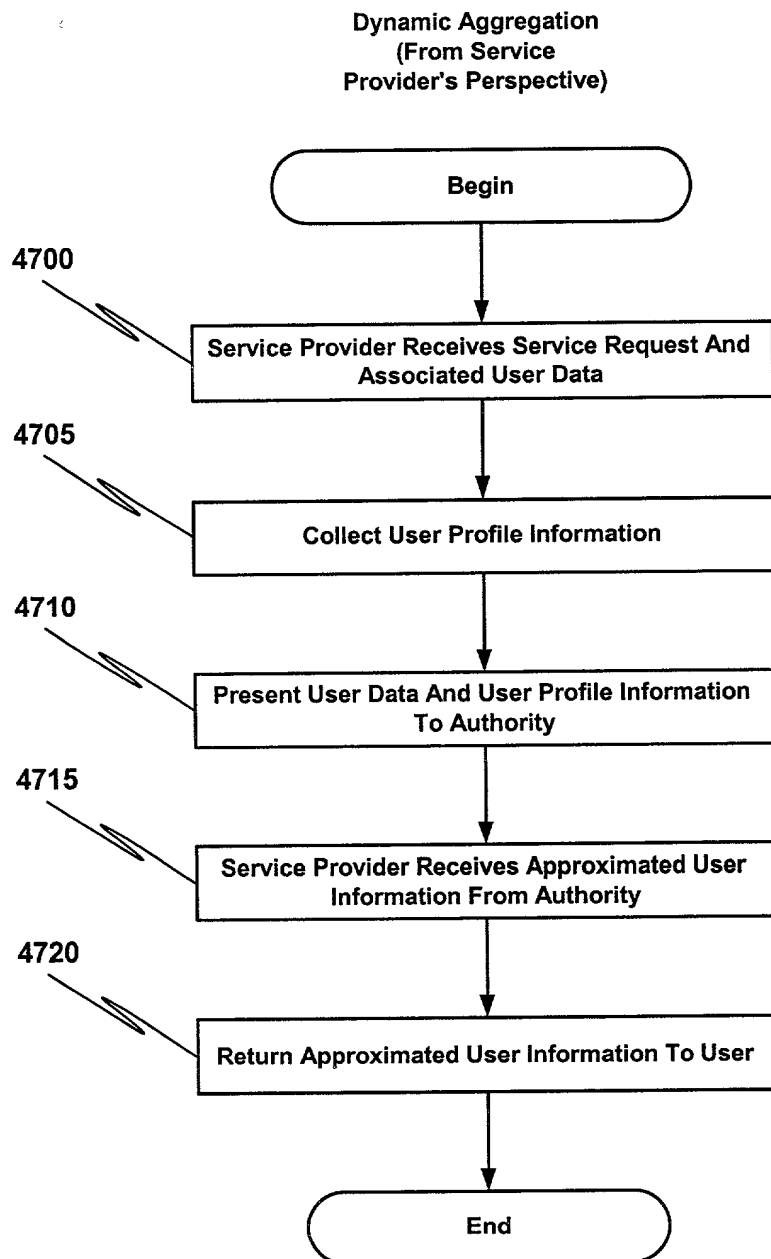 Dynamic Aggregation
(From Service
Provider's Perspective)
Begin
4700
Service Provider Receives Service Request And
Associated User Data
4705
Collect User Profile Information
4710
Present User Data And User Profile Information
To Authority
4715
Service Provider Receives Approximated User
Information From Authority
4720
Return Approximated User Information To User
End